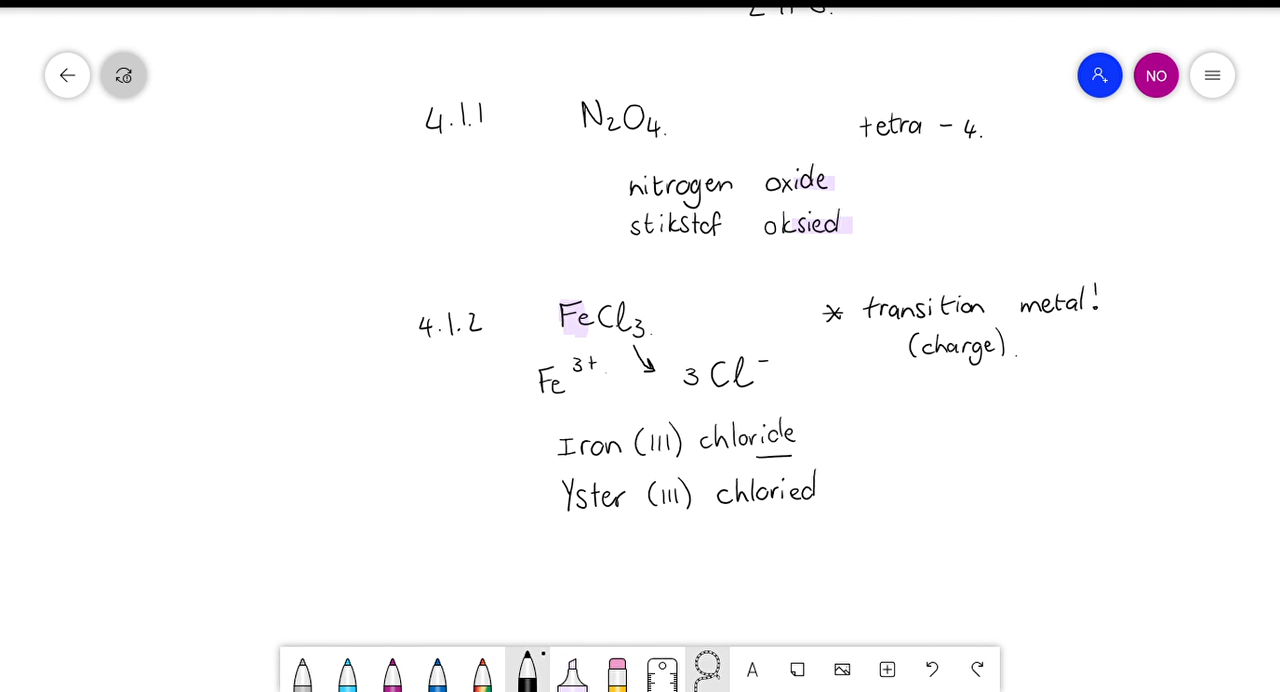 4.1.1 N₂O₄. tetra - 4.
nitrogen oxide
stikstof oksied
4.1.2 FeCl₃. * transition metal!
(charge).
Fe³⁺. ↘ 3Cl⁻
Iron (III) chloride
Yster (III) chloried
NO
A